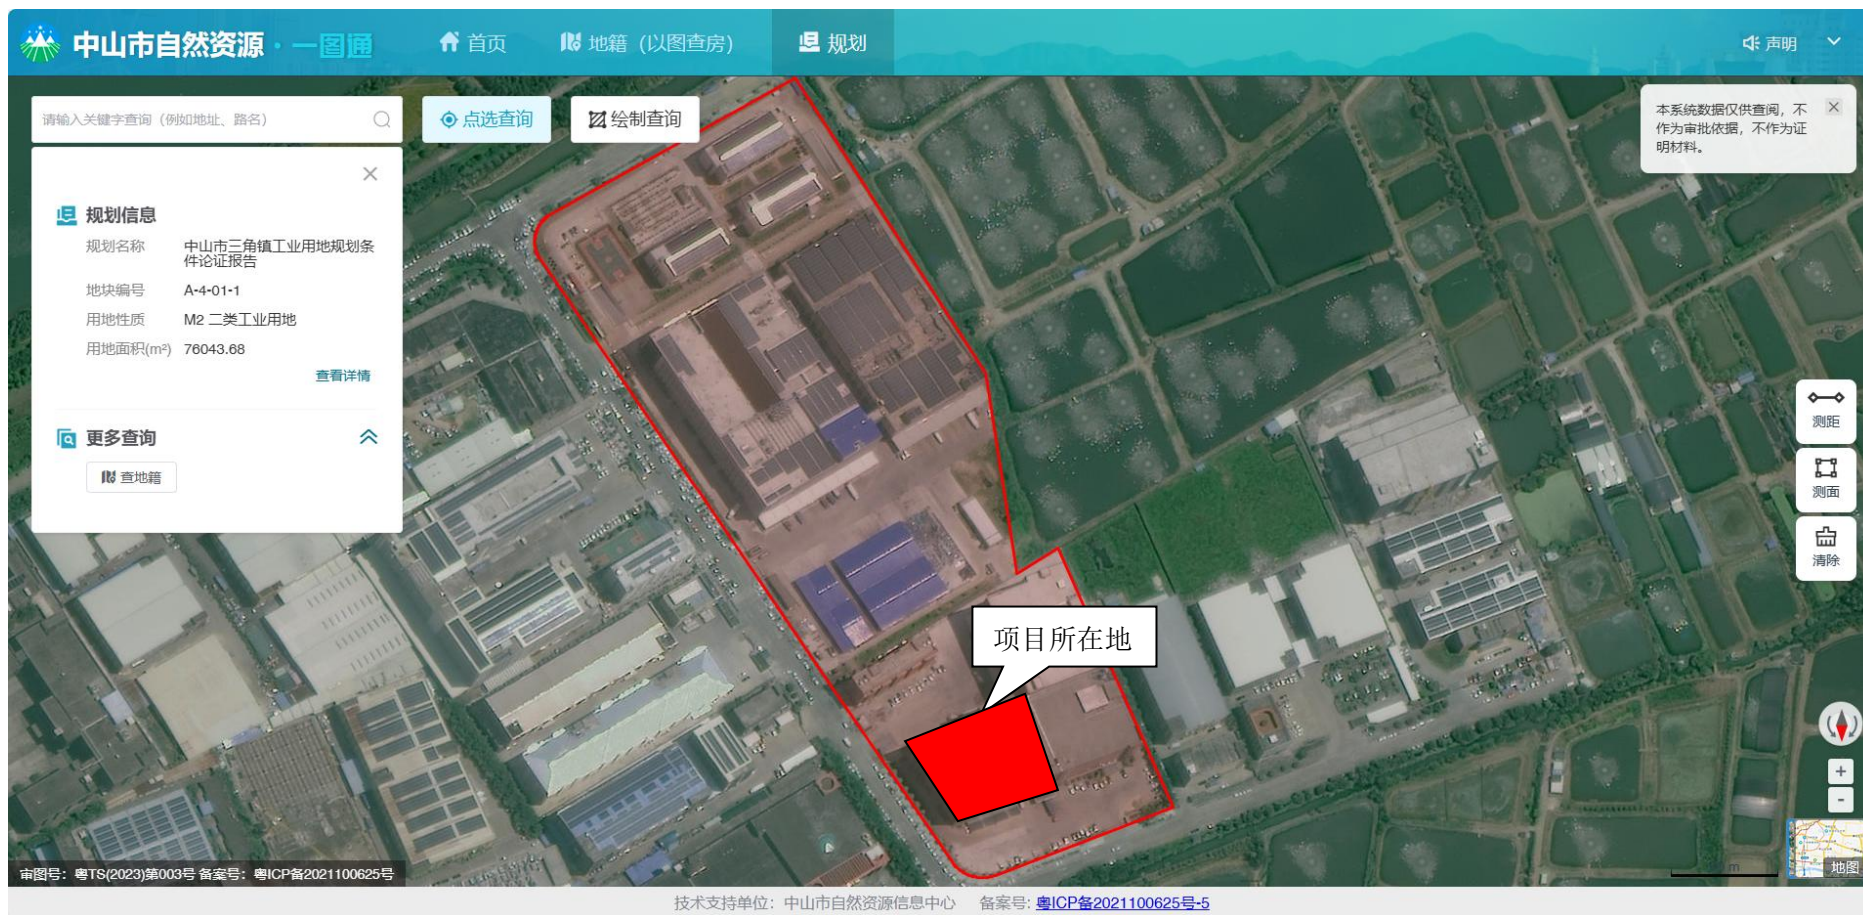 中山市自然资源·一图通
首页
地籍（以图查房）
规划
声明
请输入关键字查询（例如地址、路名）
点选查询
绘制查询
本系统数据仅供查阅，不
作为审批依据，不作为证
明材料。
规划信息
规划名称 中山市三角镇工业用地规划条
件论证报告
地块编号 A-4-01-1
用地性质 M2 二类工业用地
用地面积(m²) 76043.68
查看详情
更多查询
查地籍
测距
测面
清除
项目所在地
+
-
地图
审图号：粤TS(2023)第003号 备案号：粤ICP备2021100625号
技术支持单位：中山市自然资源信息中心 备案号: 粤ICP备2021100625号-5